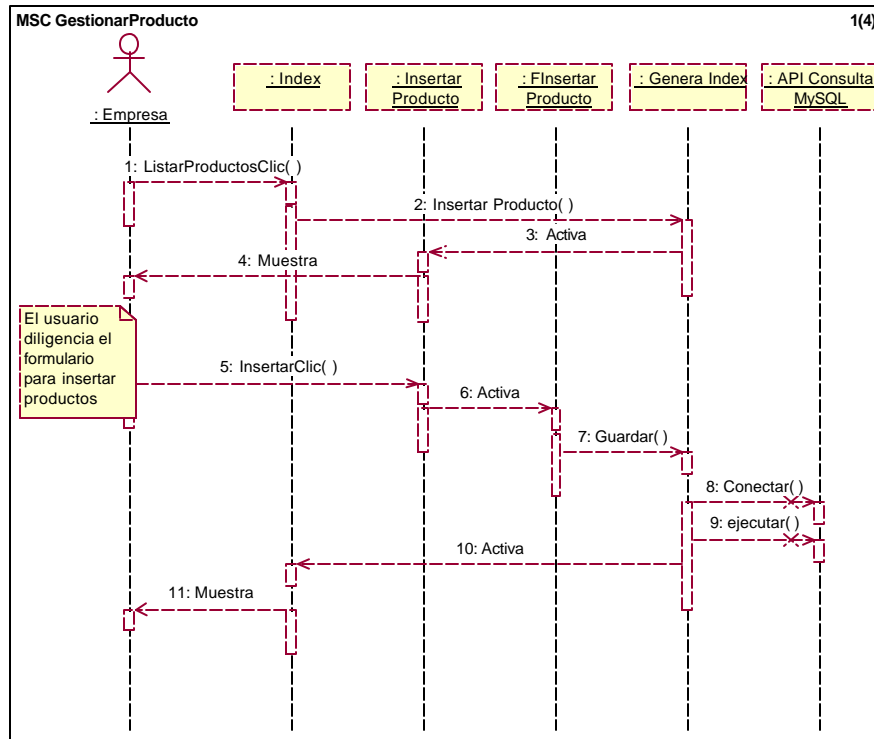 MSC GestionarProducto
1(4)
: Empresa
: Index
: Insertar
Producto
: FInsertar
Producto
: Genera Index
: API Consulta
MySQL
1: ListarProductosClic( )
2: Insertar Producto( )
3: Activa
4: Muestra
El usuario
diligencia el
formulario
para insertar
productos
5: InsertarClic( )
6: Activa
7: Guardar( )
8: Conectar( )
9: ejecutar( )
10: Activa
11: Muestra